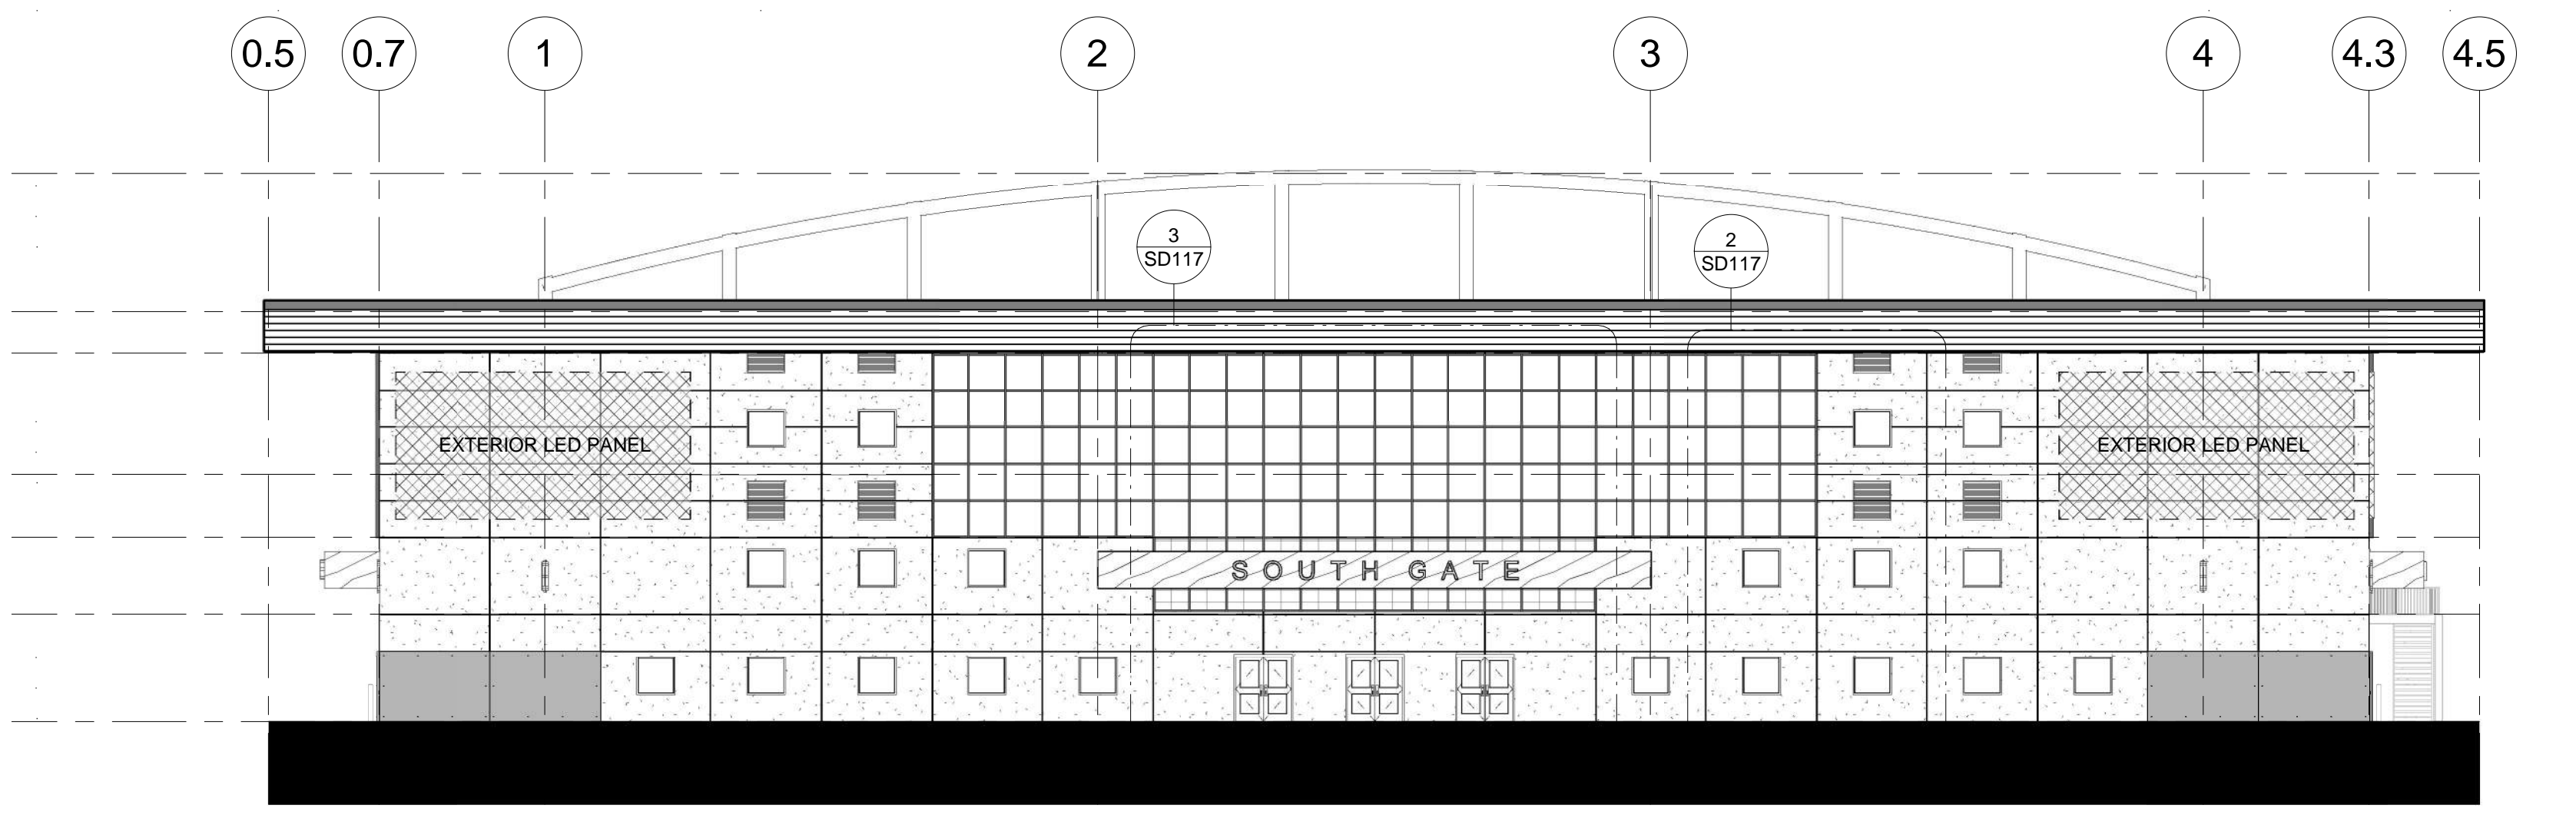 0.5 0.7 1 2 3 4 4.3 4.5
3
SD117
2
SD117
EXTERIOR LED PANEL
EXTERIOR LED PANEL
SOUTH GATE